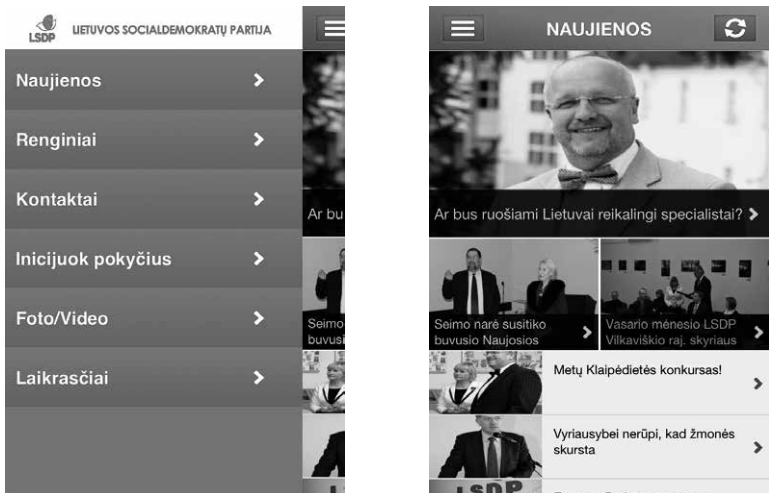 LSDP
LIETUVOS SOCIALDEMOKRATŲ PARTIJA
Naujienos
Renginiai
Kontaktai
Inicijuok pokyčius
Foto/Video
Laikrasčiai
Ar bu
Seimo
buvusi
NAUJIENOS
Ar bus ruošiami Lietuvai reikalingi specialistai?
Seimo narė susitiko
buvusio Naujosios
Vasario mėnesio LSDP
Vilkaviškio raj. skyriaus
Metų Klaipėdietės konkursas!
Vyriausybei nerūpi, kad žmonės
skursta
LSDP